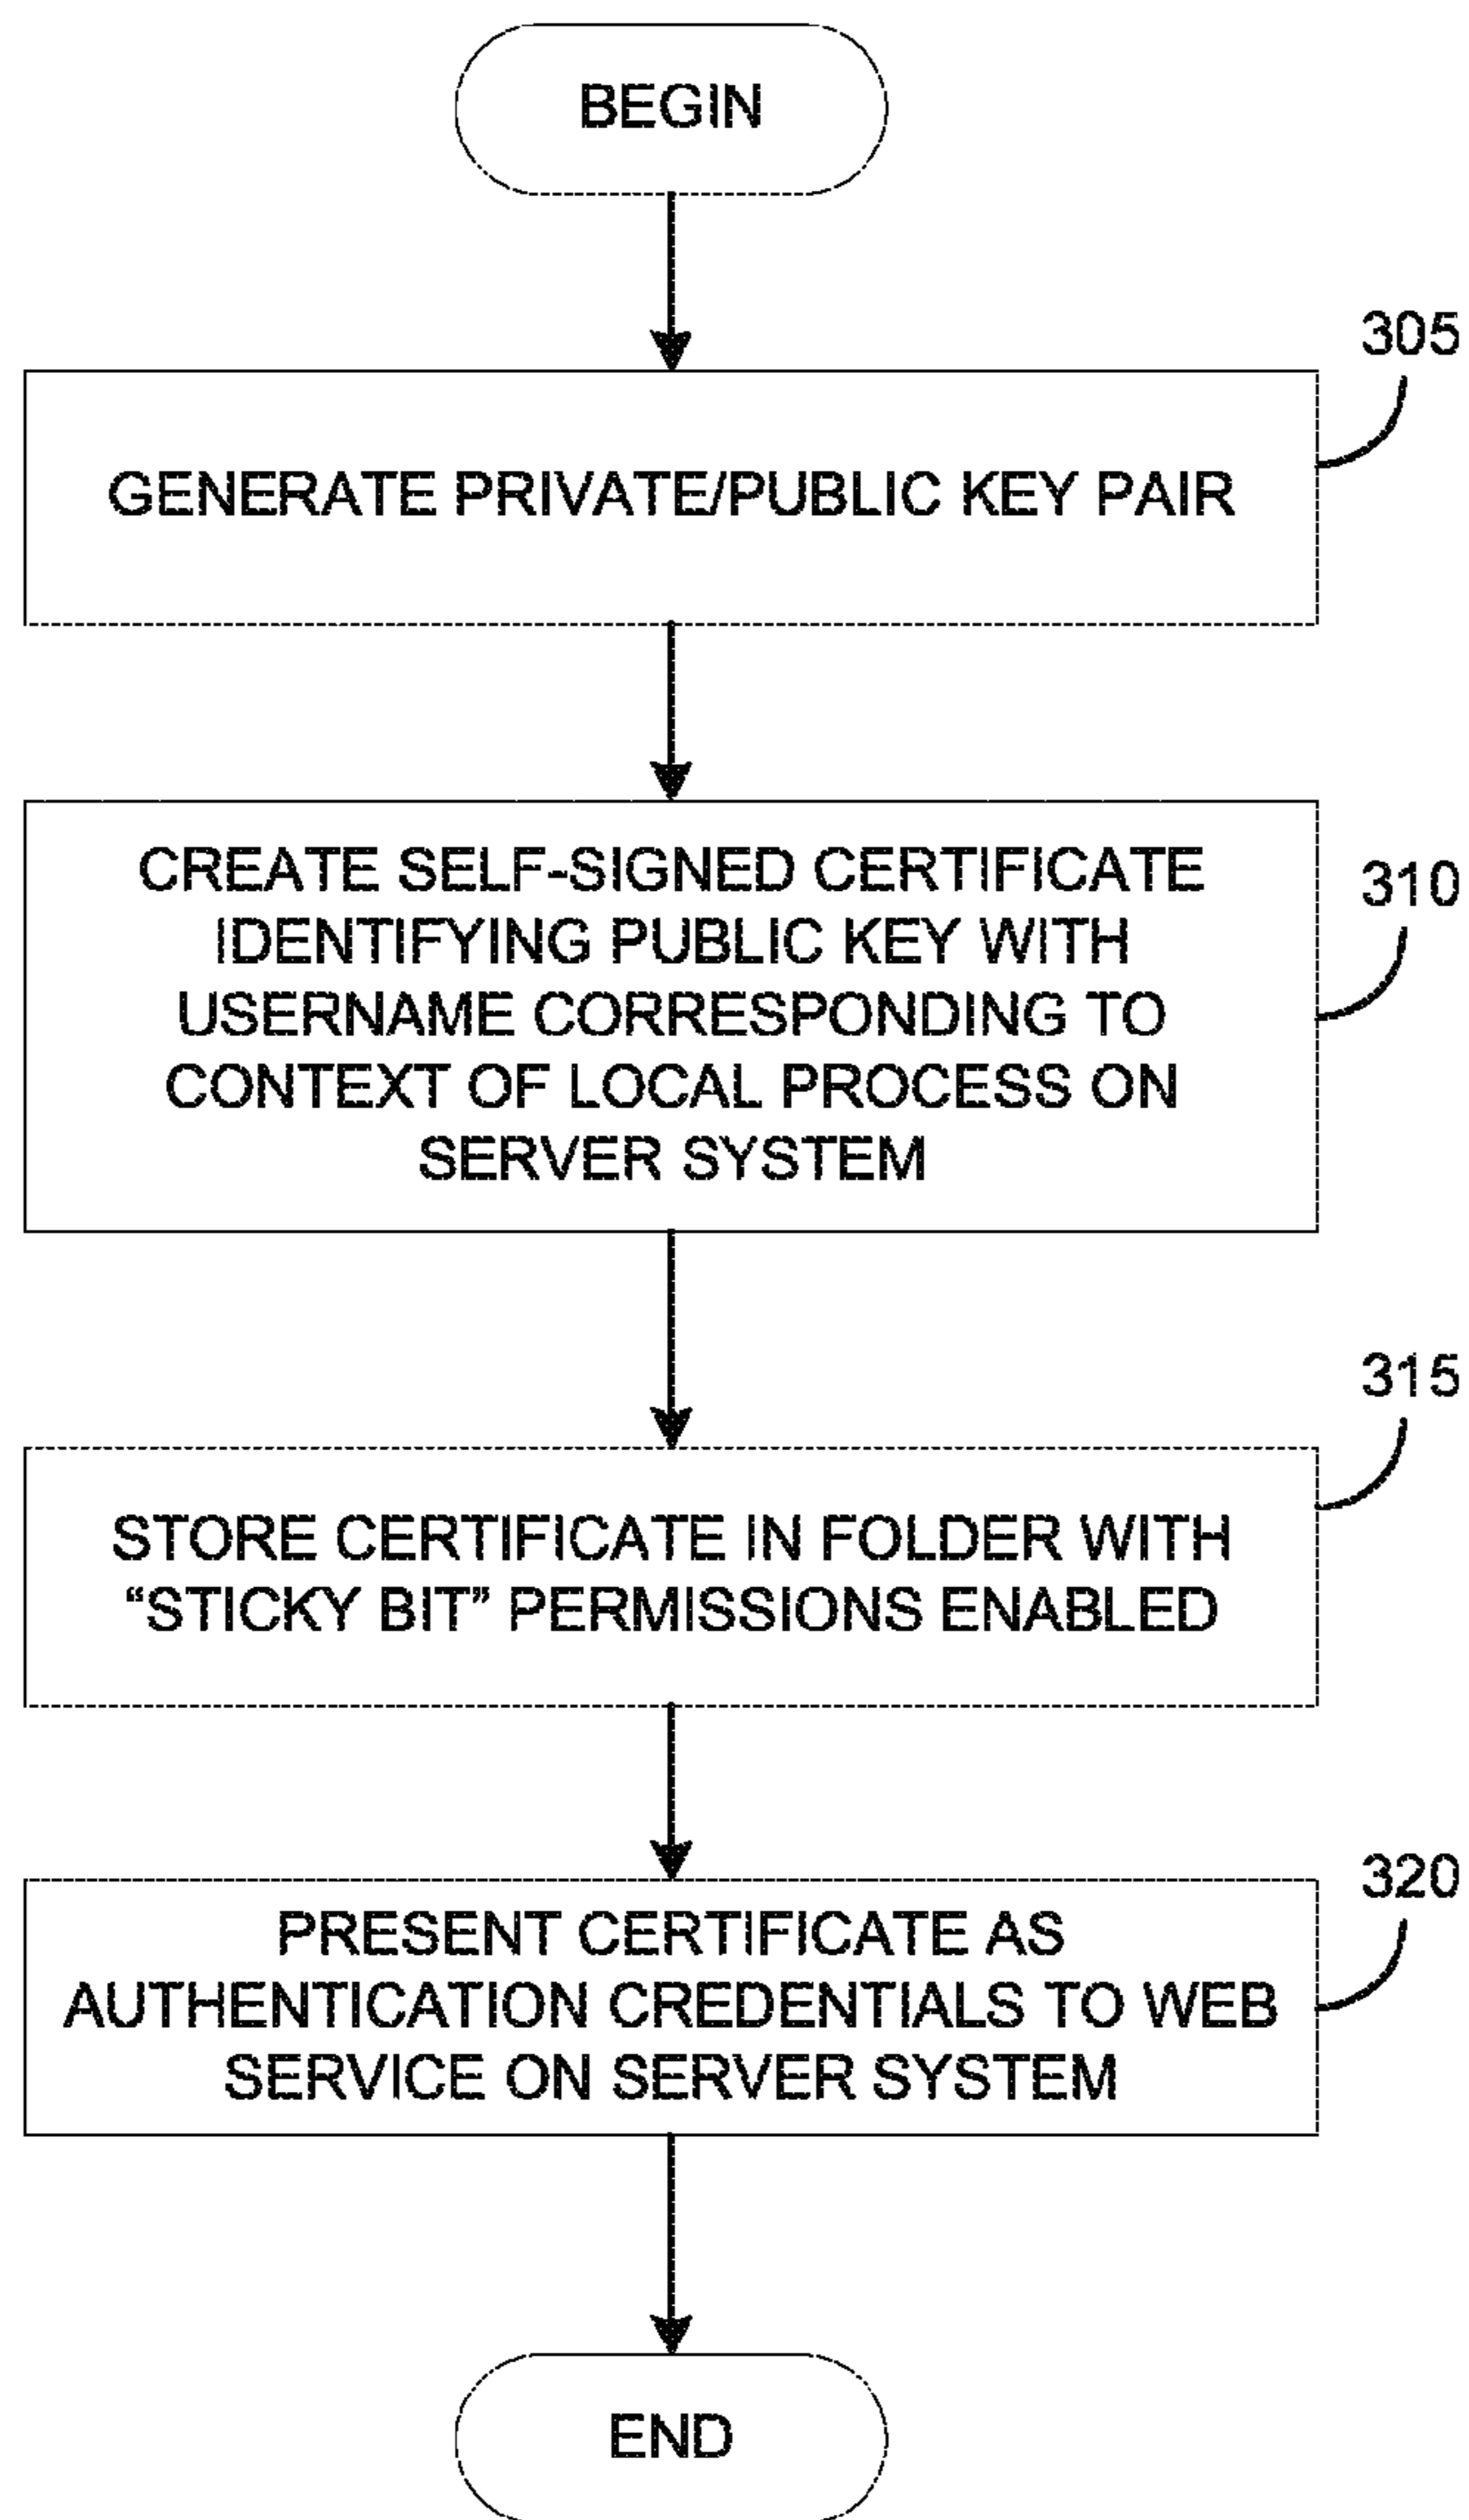 BEGIN
305
GENERATE PRIVATE/PUBLIC KEY PAIR
CREATE SELF-SIGNED CERTIFICATE
310
IDENTIFYING PUBLIC KEY WITH
USERNAME CORRESPONDING TO
CONTEXT OF LOCAL PROCESS ON
SERVER SYSTEM
315
STORE CERTIFICATE IN FOLDER WITH
“STICKY BIT” PERMISSIONS ENABLED
320
PRESENT CERTIFICATE AS
AUTHENTICATION CREDENTIALS TO WEB
SERVICE ON SERVER SYSTEM
END